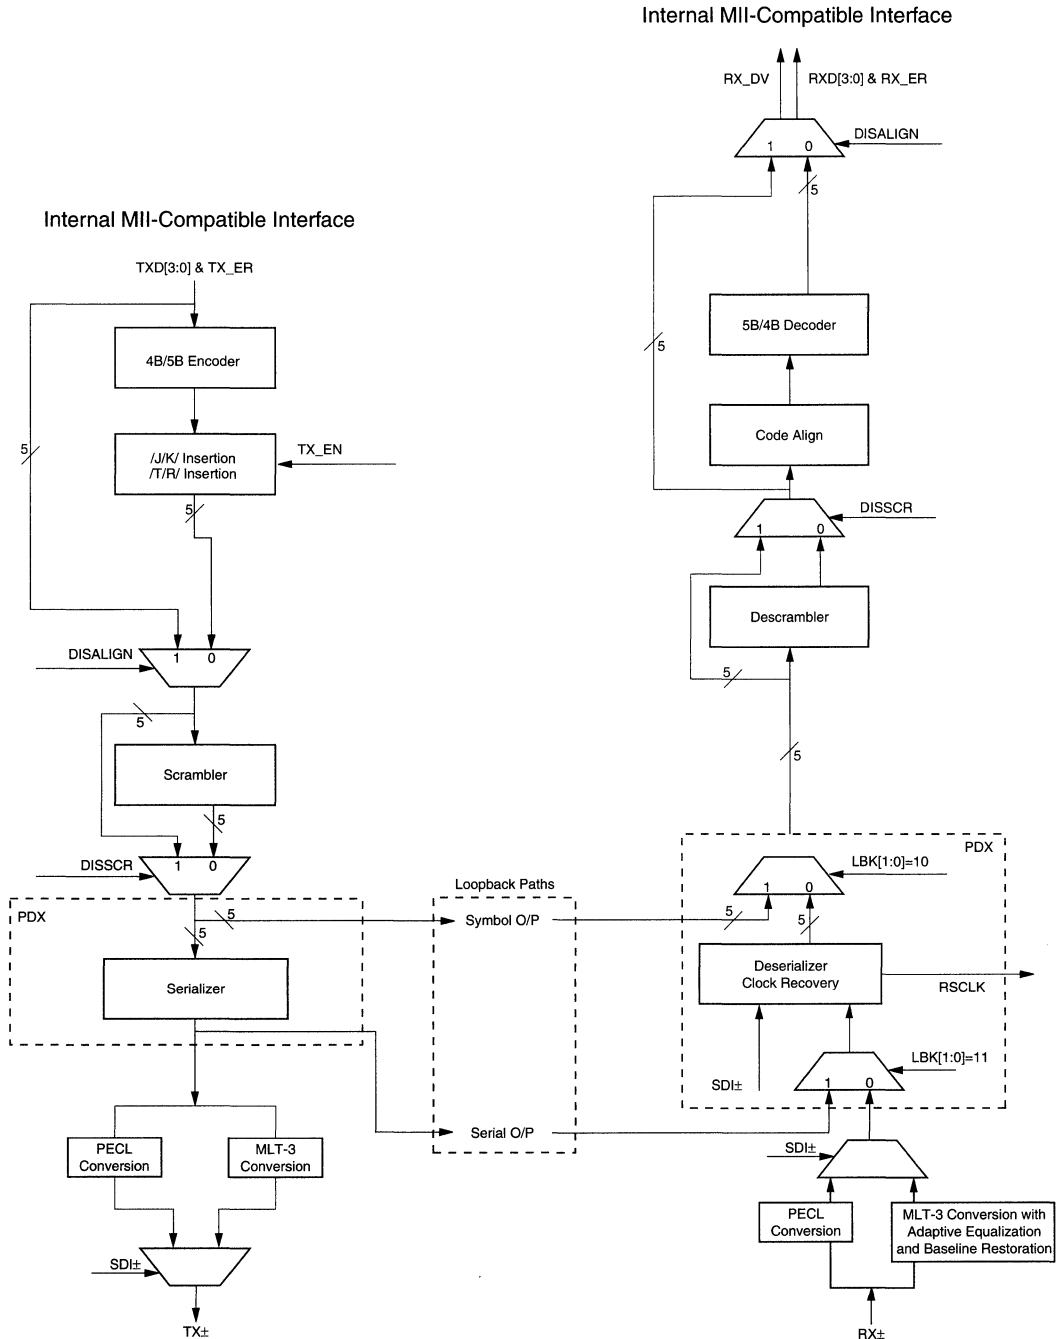 Internal MII-Compatible Interface
RX_DV
RXD[3:0] & RX_ER
DISALIGN
1 0
5
5
5B/4B Decoder
Code Align
DISSCR
1 0
Descrambler
5
5
Internal MII-Compatible Interface
TXD[3:0] & TX_ER
4B/5B Encoder
5
/J/K/ Insertion
/T/R/ Insertion
TX_EN
5
DISALIGN
1 0
5
Scrambler
5
DISSCR
1 0
PDX
5
5
Serializer
PECL
Conversion
MLT-3
Conversion
SDI±
TX±
Loopback Paths
Symbol O/P
Serial O/P
PDX
LBK[1:0]=10
1 0
5
5
Deserializer
Clock Recovery
RSCLK
SDI±
LBK[1:0]=11
1 0
SDI±
PECL
Conversion
MLT-3 Conversion with
Adaptive Equalization
and Baseline Restoration
RX±